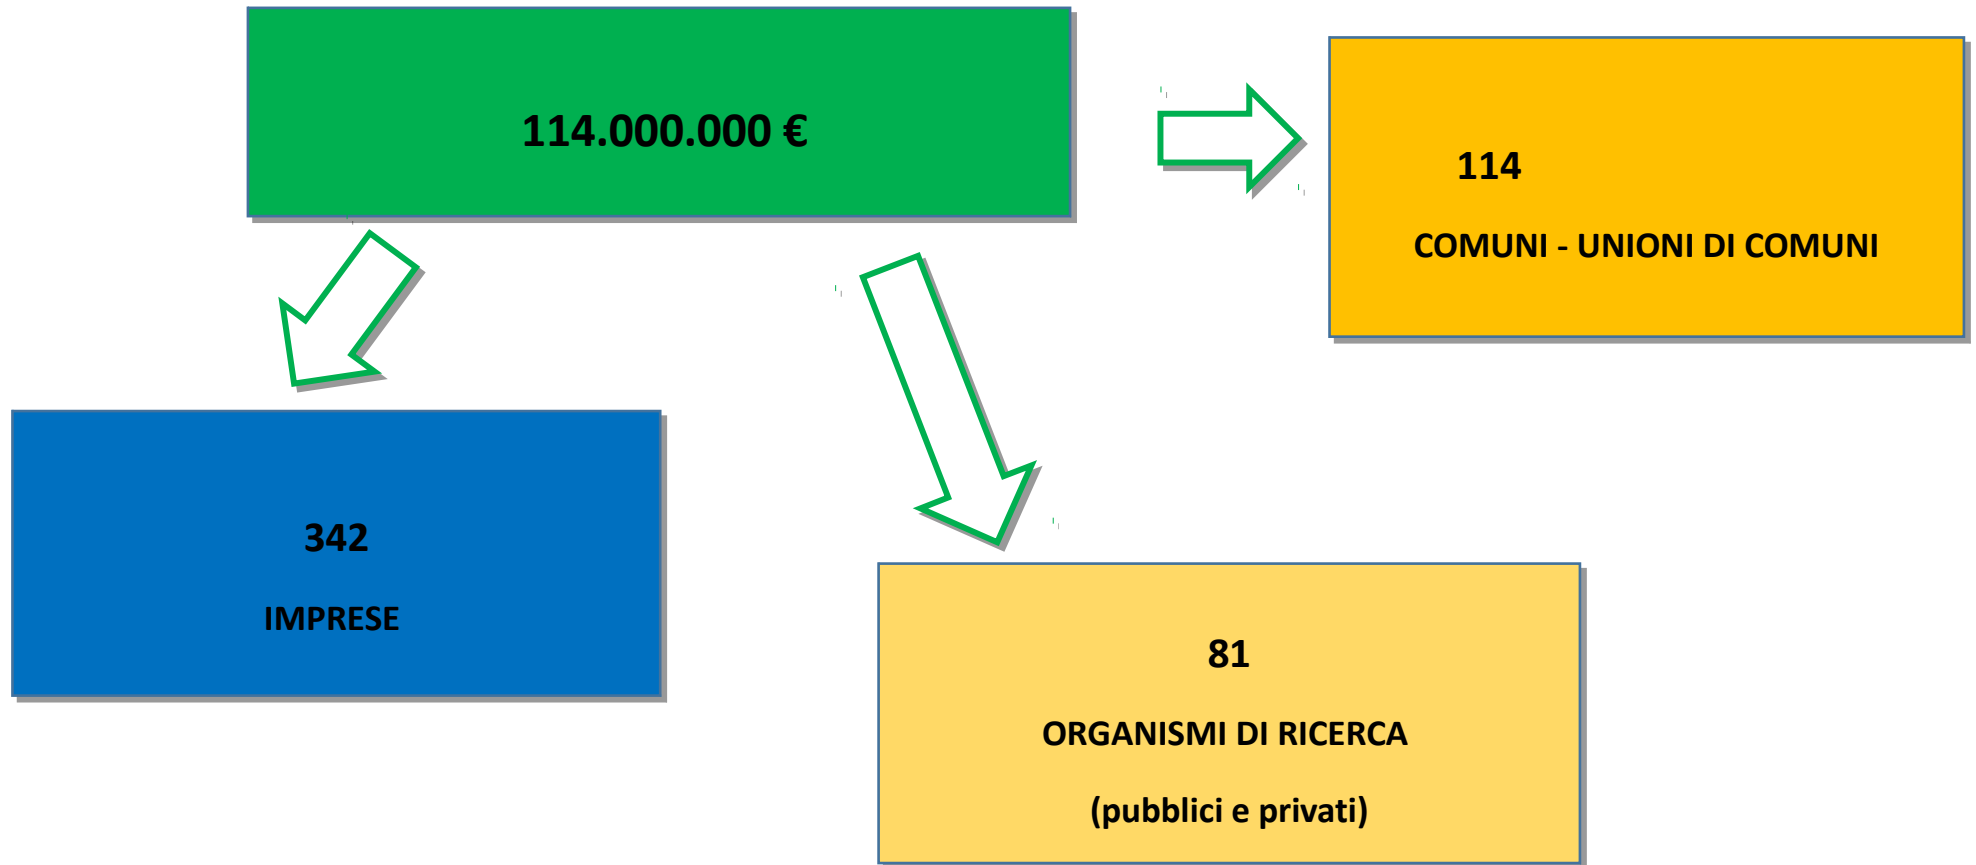 114.000.000 €
114
COMUNI - UNIONI DI COMUNI
342
IMPRESE
81
ORGANISMI DI RICERCA
(pubblici e privati)